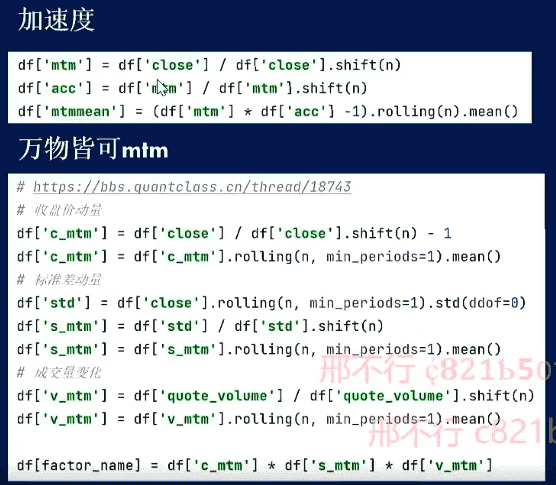 加速度
df['mtm'] = df['close'] / df['close'].shift(n)
df['acc'] = df['mtm'] / df['mtm'].shift(n)
df['mtmmean'] = (df['mtm'] * df['acc'] -1).rolling(n).mean()
万物皆可mtm
# https://bbs.quantclass.cn/thread/18743
# 收盘价动量
df['c_mtm'] = df['close'] / df['close'].shift(n) - 1
df['c_mtm'] = df['c_mtm'].rolling(n, min_periods=1).mean()
# 标准差动量
df['std'] = df['close'].rolling(n, min_periods=1).std(ddof=0)
df['s_mtm'] = df['std'] / df['std'].shift(n)
df['s_mtm'] = df['s_mtm'].rolling(n, min_periods=1).mean()
# 成交量变化
df['v_mtm'] = df['quote_volume'] / df['quote_volume'].shift(n)
df['v_mtm'] = df['v_mtm'].rolling(n, min_periods=1).mean()
df[factor_name] = df['c_mtm'] * df['s_mtm'] * df['v_mtm']
邢不行
邢不行